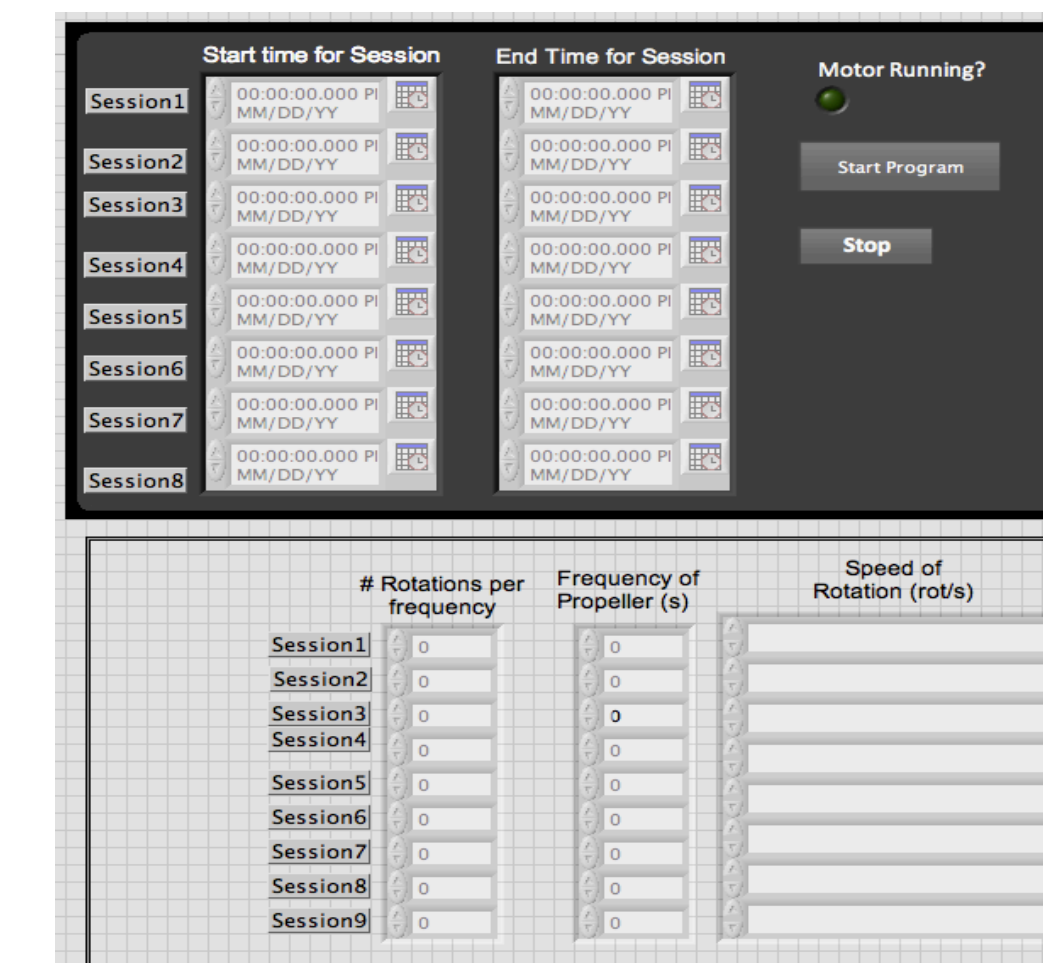 Start time for Session End Time for Session
Motor Running?
Session1 00:00:00.000 PI 00:00:00.000 PI
MM/DD/YY MM/DD/YY
Session2 00:00:00.000 PI 00:00:00.000 PI
MM/DD/YY MM/DD/YY
Start Program
Session3 00:00:00.000 PI 00:00:00.000 PI
MM/DD/YY MM/DD/YY
Session4 00:00:00.000 PI 00:00:00.000 PI
MM/DD/YY MM/DD/YY
Stop
Session5 00:00:00.000 PI 00:00:00.000 PI
MM/DD/YY MM/DD/YY
Session6 00:00:00.000 PI 00:00:00.000 PI
MM/DD/YY MM/DD/YY
Session7 00:00:00.000 PI 00:00:00.000 PI
MM/DD/YY MM/DD/YY
Session8 00:00:00.000 PI 00:00:00.000 PI
MM/DD/YY MM/DD/YY
# Rotations per
frequency
Frequency of
Propeller (s)
Speed of
Rotation (rot/s)
Session1 0 0
Session2 0 0
Session3 0 0
Session4 0 0
Session5 0 0
Session6 0 0
Session7 0 0
Session8 0 0
Session9 0 0